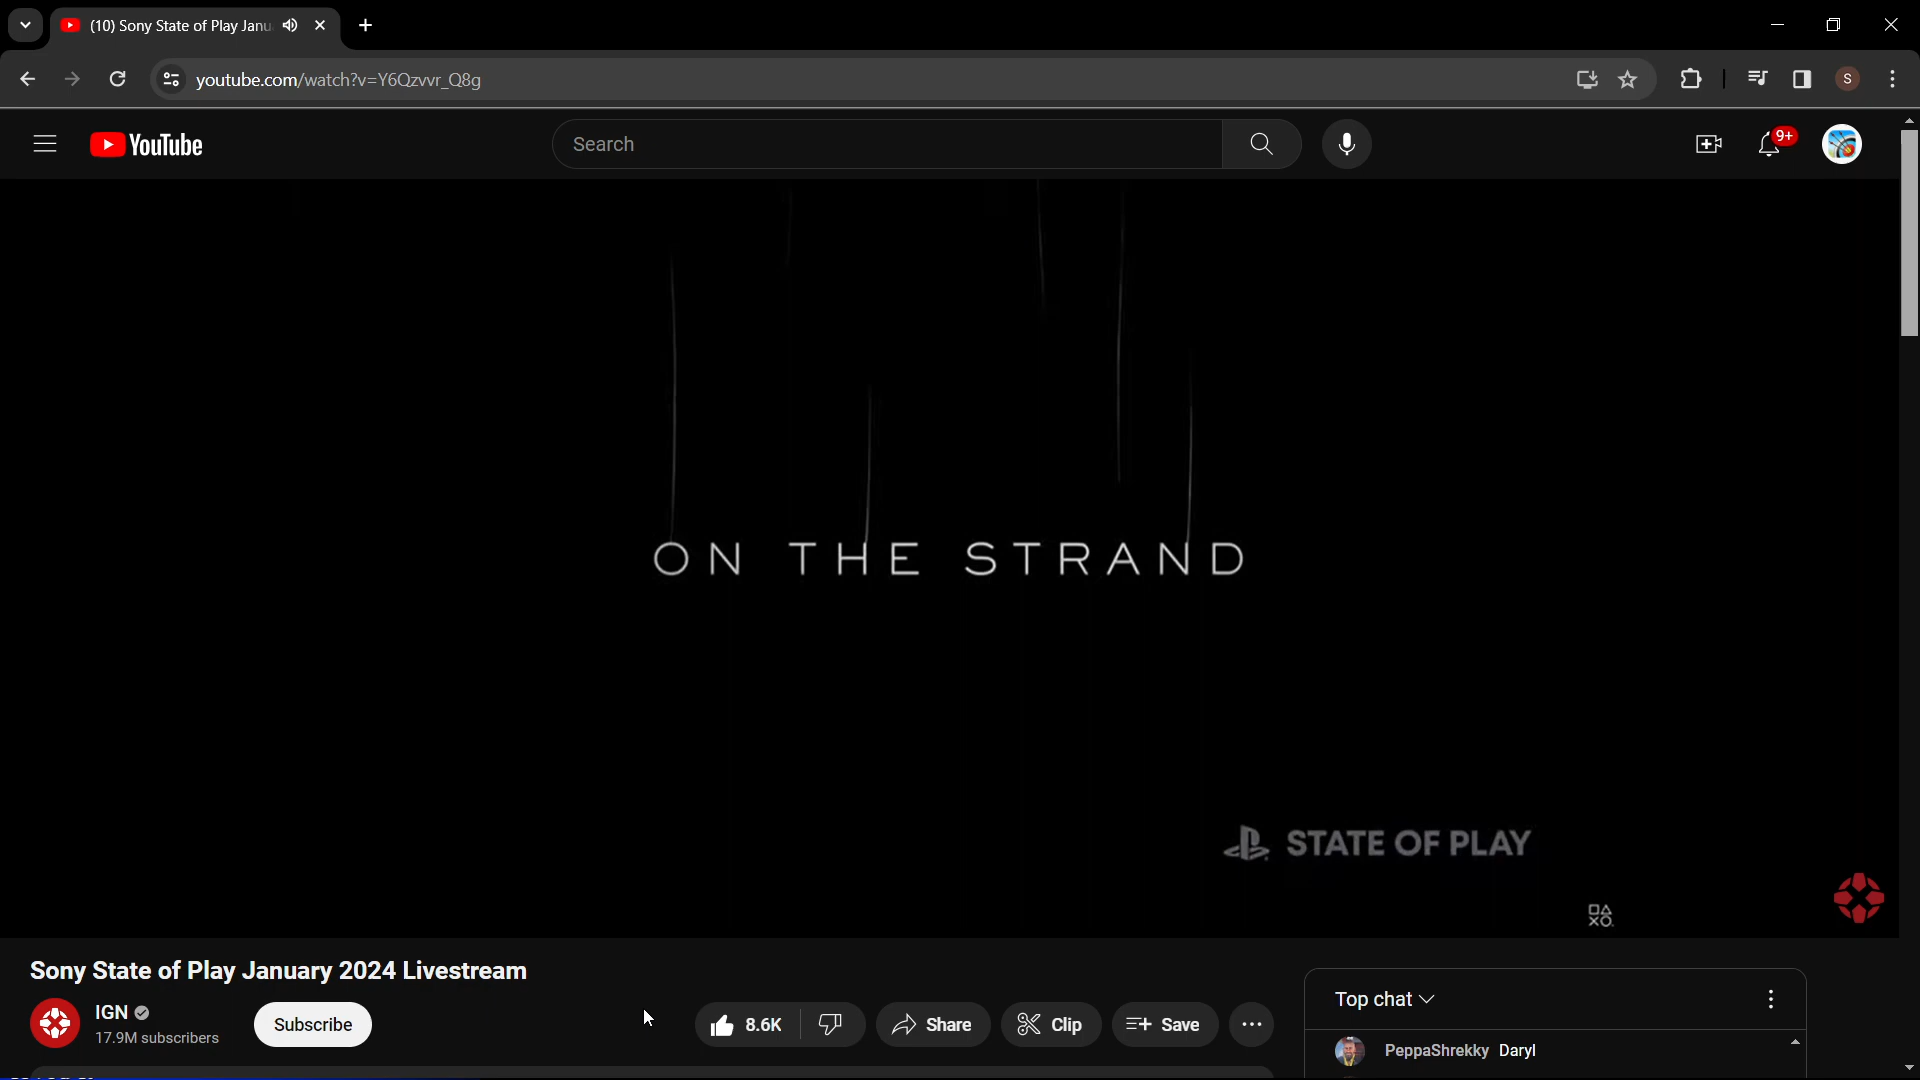 (10) Sony State of Play Janu
youtube.com/watch?v=Y6Qzvvr_Q8g
S
YouTube
Search
9+
ON THE STRAND
STATE OF PLAY
Sony State of Play January 2024 Livestream
IGN
17.9M subscribers
Subscribe
8.6K
Share
Clip
Save
Top chat
PeppaShrekky Daryl